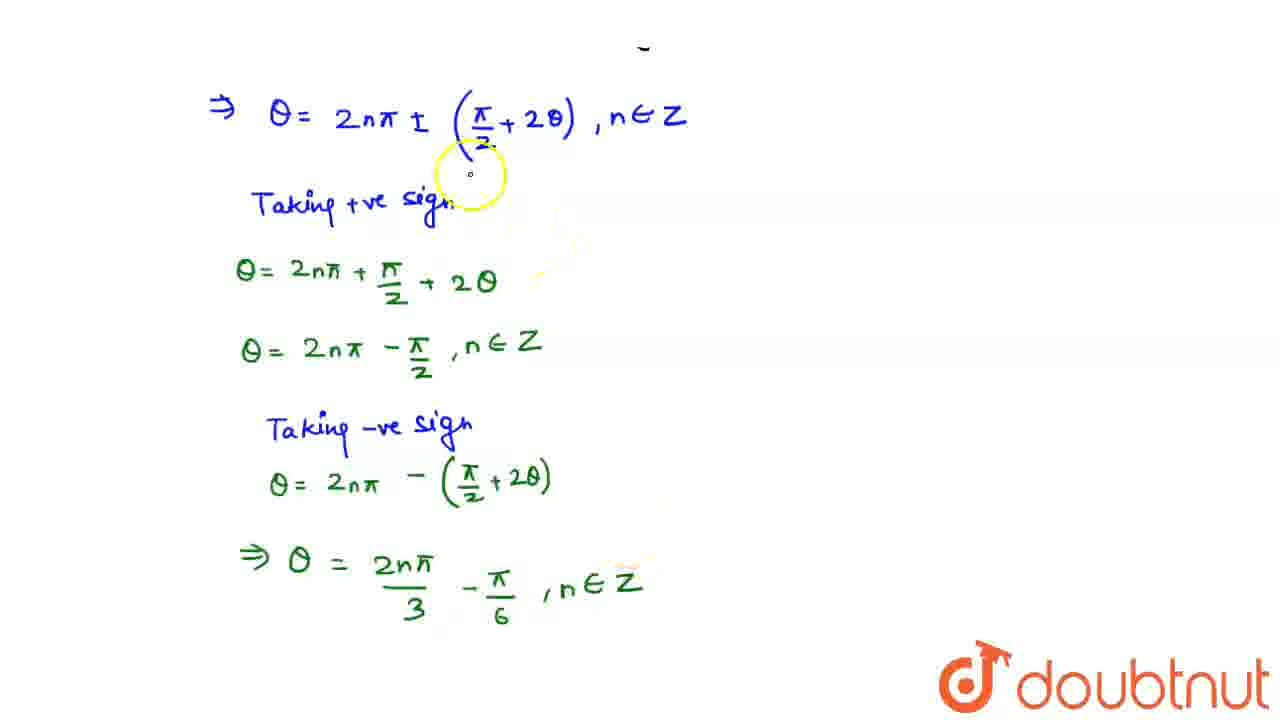 ⇒ θ = 2nπ ± (π/2 + 2θ), n ∈ Z
Taking +ve sign
θ = 2nπ + π/2 + 2θ
θ = 2nπ - π/2, n ∈ Z
Taking -ve sign
θ = 2nπ - (π/2 + 2θ)
⇒ θ = 2nπ/3 - π/6, n ∈ Z
doubtnut